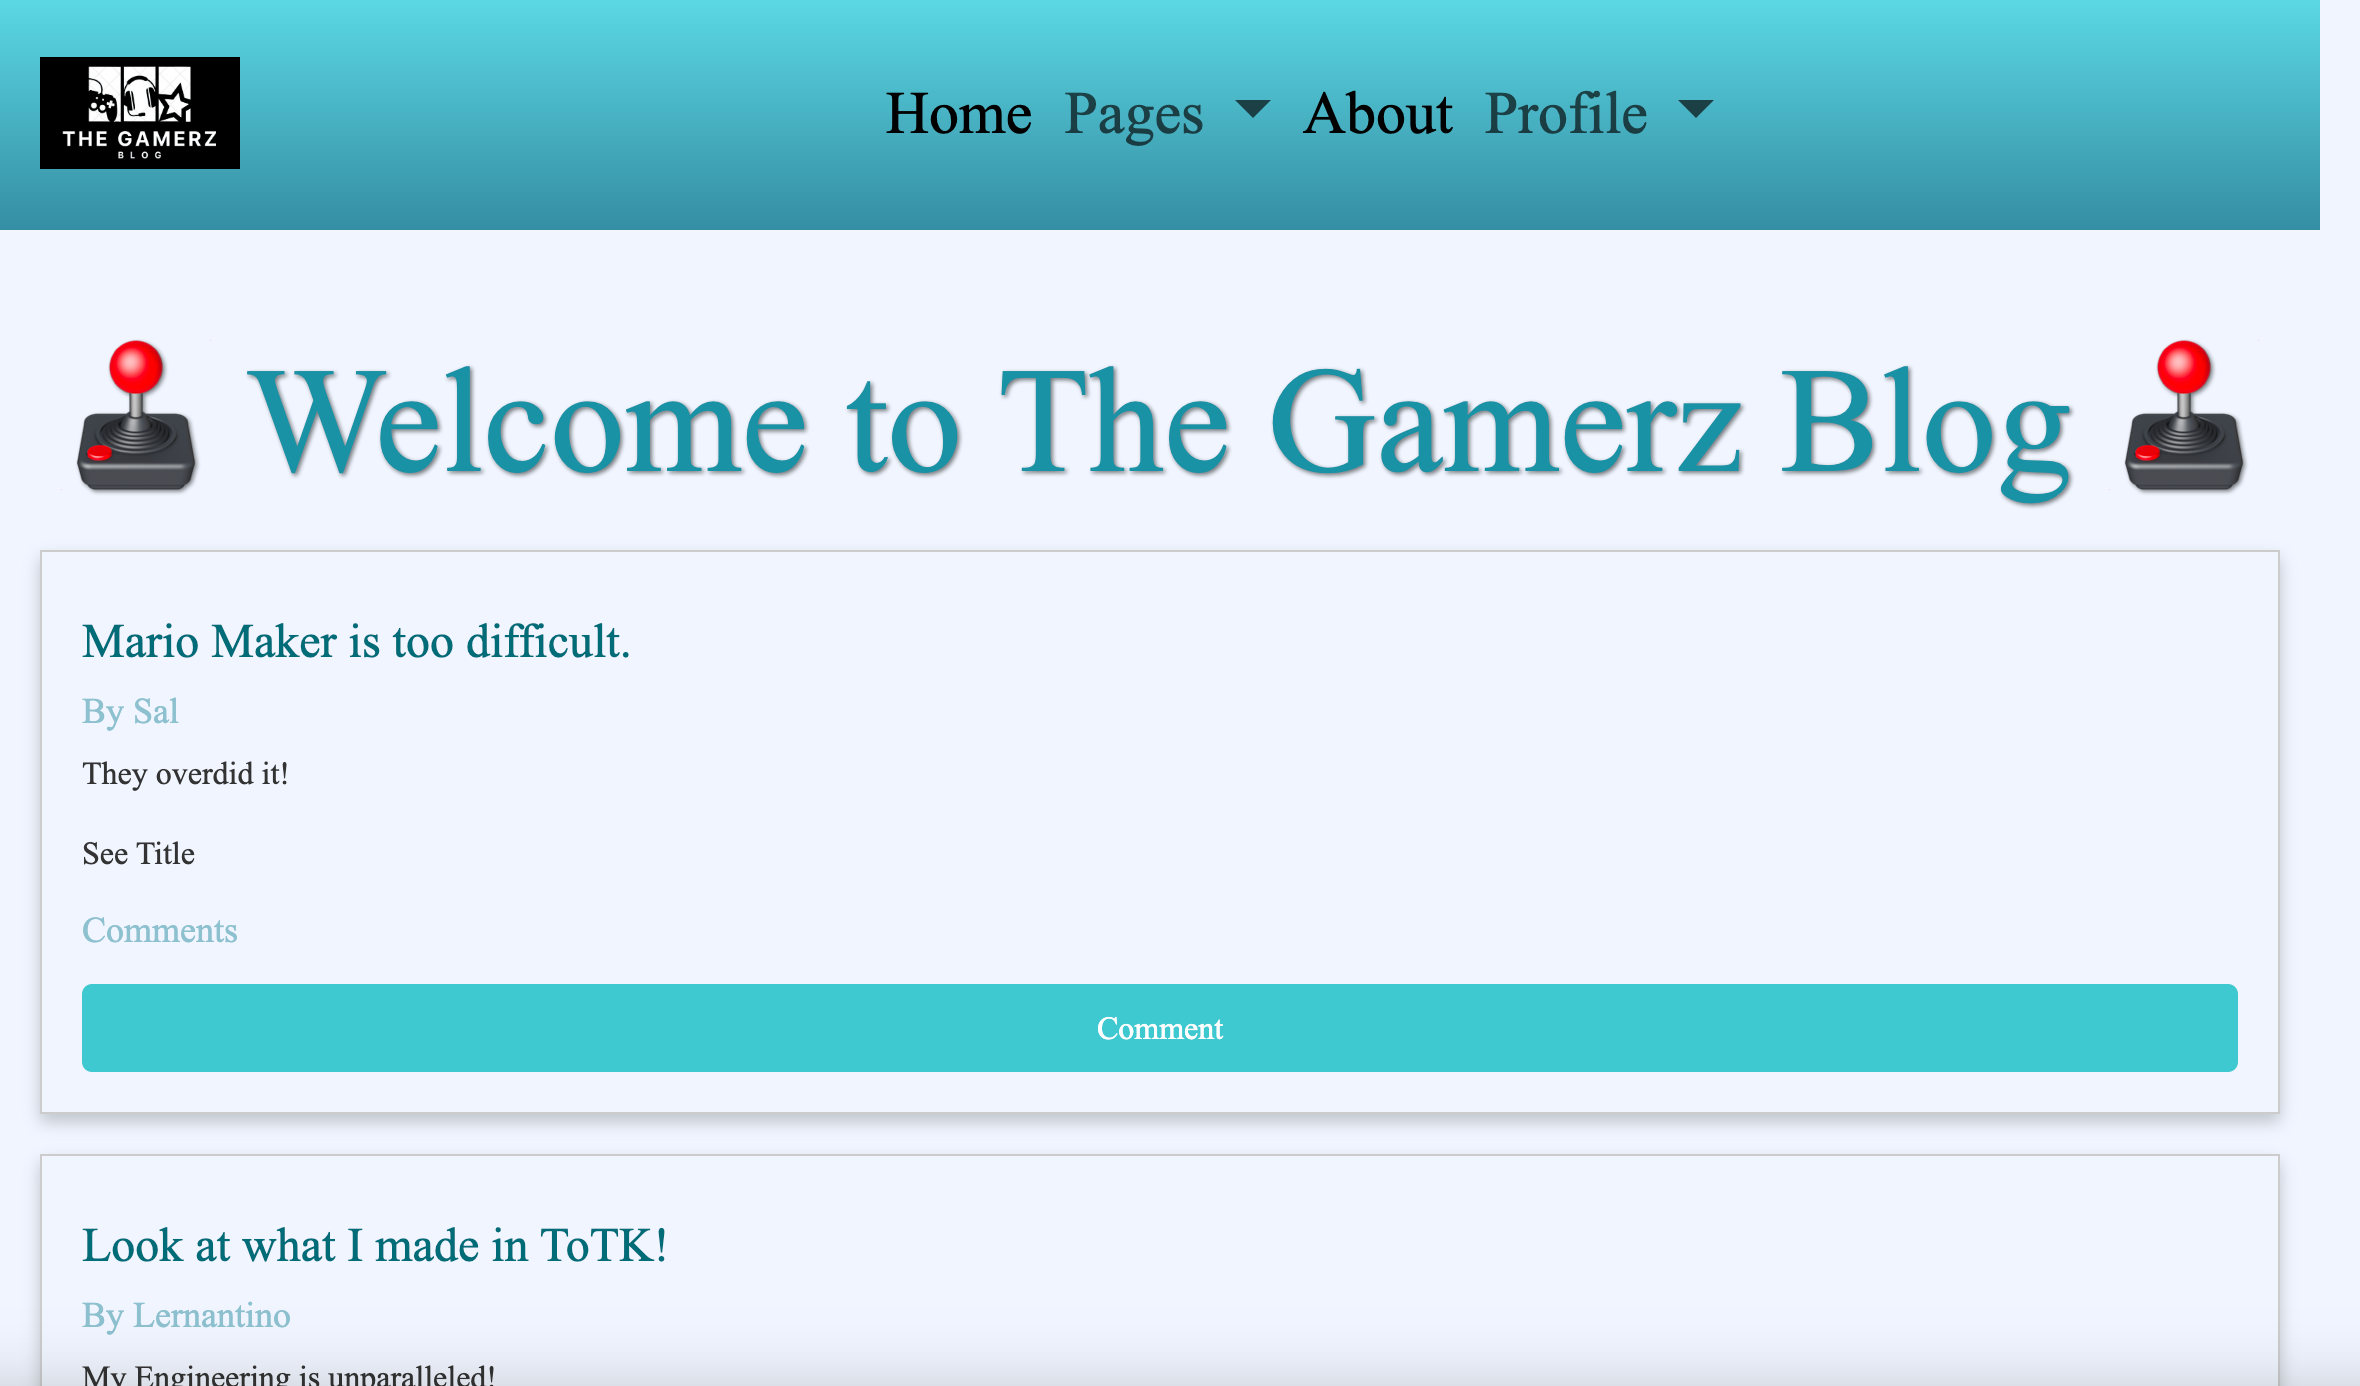 THE GAMERZ
BLOG
Home Pages About Profile
Welcome to The Gamerz Blog
Mario Maker is too difficult.
By Sal
They overdid it!
See Title
Comments
Comment
Look at what I made in ToTK!
By Lernantino
My Engineering is unparalleled!